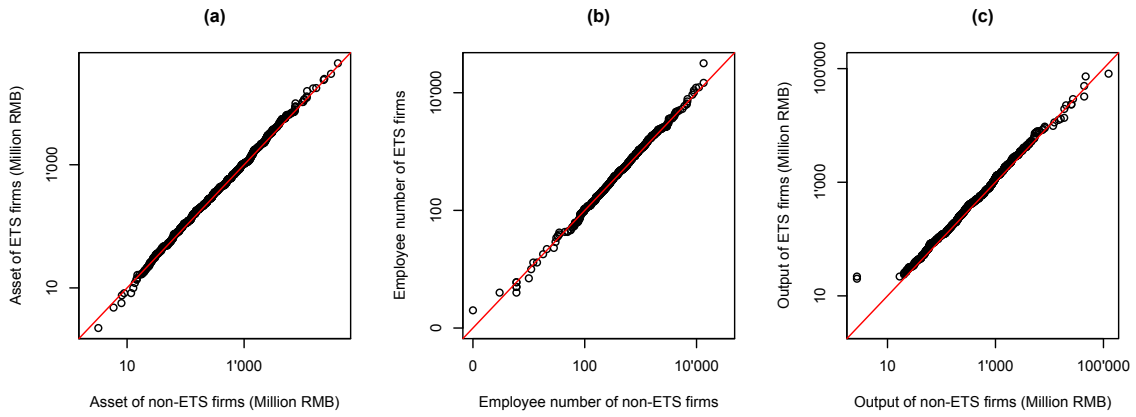 (a)
Asset of ETS firms (Million RMB)
1'000
10
10
1'000
Asset of non-ETS firms (Million RMB)
(b)
Employee number of ETS firms
10'000
100
0
0
100
10'000
Employee number of non-ETS firms
(c)
Output of ETS firms (Million RMB)
100'000
1'000
10
10
1'000
100'000
Output of non-ETS firms (Million RMB)